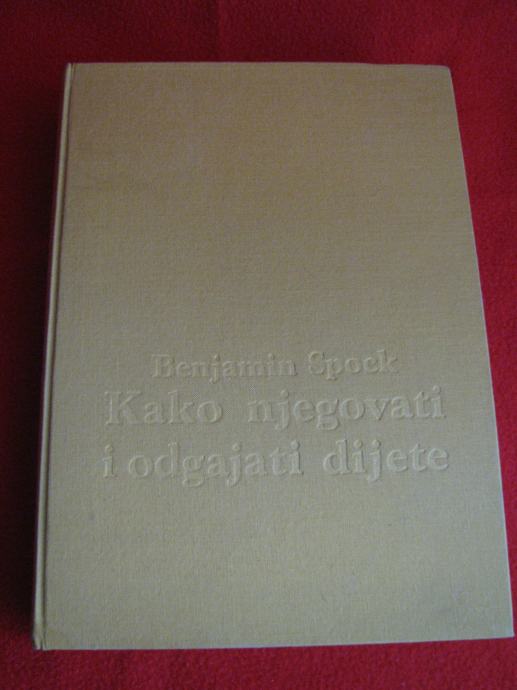 Benjamin Spock
Kako njegovati
i odgajati dijete